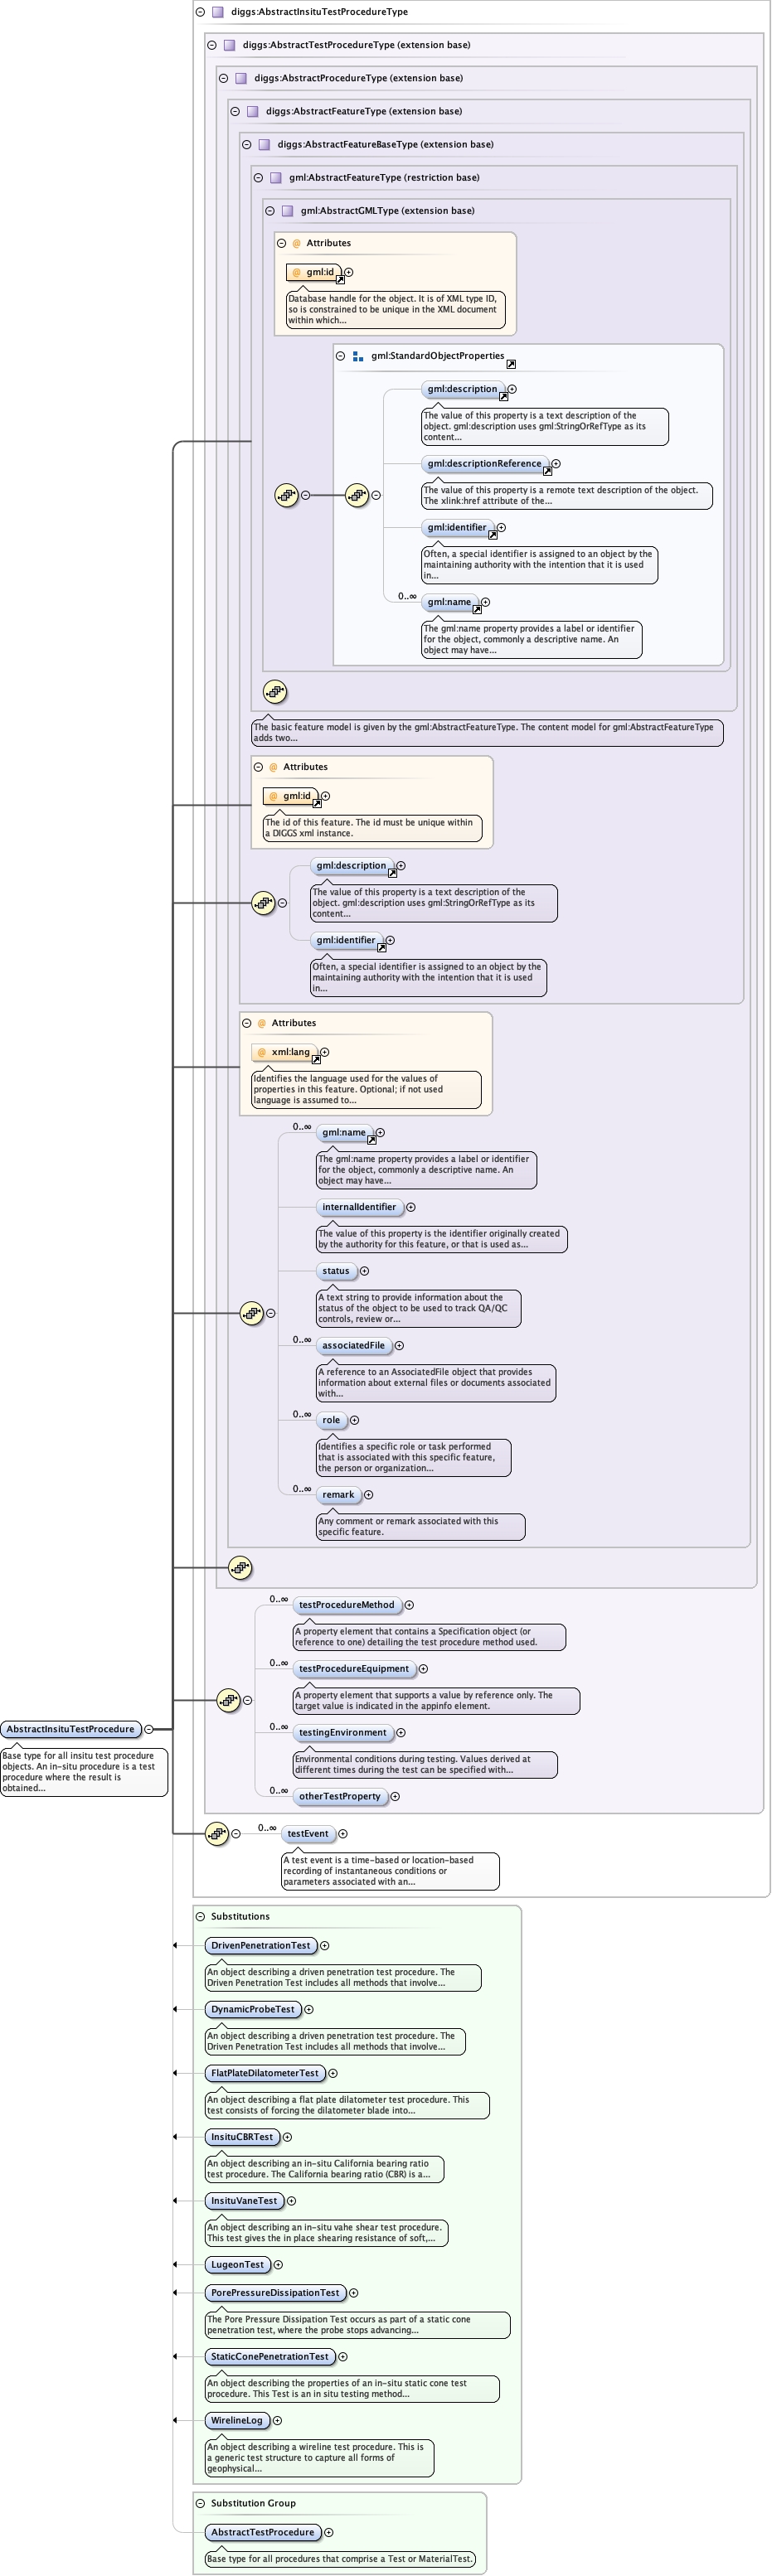 diggs:AbstractInsituTestProcedureType
diggs:AbstractTestProcedureType (extension base)
diggs:AbstractProcedureType (extension base)
diggs:AbstractFeatureType (extension base)
diggs:AbstractFeatureBaseType (extension base)
gml:AbstractFeatureType (restriction base)
gml:AbstractGMLType (extension base)
@ Attributes
@ gml:id
Database handle for the object. It is of XML type ID,
so is constrained to be unique in the XML document
within which...
gml:StandardObjectProperties
gml:description
The value of this property is a text description of the
object. gml:description uses gml:StringOrRefType as its
content...
gml:descriptionReference
The value of this property is a remote text description of the object.
The xlink:href attribute of the...
gml:identifier
Often, a special identifier is assigned to an object by the
maintaining authority with the intention that it is used
in...
0..∞
gml:name
The gml:name property provides a label or identifier
for the object, commonly a descriptive name. An
object may have...
The basic feature model is given by the gml:AbstractFeatureType. The content model for gml:AbstractFeatureType
adds two...
@ Attributes
@ gml:id
The id of this feature. The id must be unique within
a DIGGS xml instance.
gml:description
The value of this property is a text description of the
object. gml:description uses gml:StringOrRefType as its
content...
gml:identifier
Often, a special identifier is assigned to an object by the
maintaining authority with the intention that it is used
in...
@ Attributes
@ xml:lang
Identifies the language used for the values of
properties in this feature. Optional; if not used
language is assumed to...
0..∞
gml:name
The gml:name property provides a label or identifier
for the object, commonly a descriptive name. An
object may have...
internalIdentifier
The value of this property is the identifier originally created
by the authority for this feature, or that is used as...
status
A text string to provide information about the
status of the object to be used to track QA/QC
controls, review or...
0..∞
associatedFile
A reference to an AssociatedFile object that provides
information about external files or documents associated
with...
0..∞
role
Identifies a specific role or task performed
that is associated with this specific feature,
the person or organization...
0..∞
remark
Any comment or remark associated with this
specific feature.
0..∞
testProcedureMethod
A property element that contains a Specification object (or
reference to one) detailing the test procedure method used.
0..∞
testProcedureEquipment
A property element that supports a value by reference only. The
target value is indicated in the appinfo element.
0..∞
testingEnvironment
Environmental conditions during testing. Values derived at
different times during the test can be specified with...
0..∞
otherTestProperty
AbstractInsituTestProcedure
Base type for all insitu test procedure
objects. An in-situ procedure is a test
procedure where the result is
obtained...
0..∞
testEvent
A test event is a time-based or location-based
recording of instantaneous conditions or
parameters associated with an...
Substitutions
DrivenPenetrationTest
An object describing a driven penetration test procedure. The
Driven Penetration Test includes all methods that involve...
DynamicProbeTest
An object describing a driven penetration test procedure. The
Driven Penetration Test includes all methods that involve...
FlatPlateDilatometerTest
An object describing a flat plate dilatometer test procedure. This
test consists of forcing the dilatometer blade into...
InsituCBRTest
An object describing an in-situ California bearing ratio
test procedure. The California bearing ratio (CBR) is a...
InsituVaneTest
An object describing an in-situ vahe shear test procedure.
This test gives the in place shearing resistance of soft,...
LugeonTest
PorePressureDissipationTest
The Pore Pressure Dissipation Test occurs as part of a static cone
penetration test, where the probe stops advancing...
StaticConePenetrationTest
An object describing the properties of an in-situ static cone test
procedure. This Test is an in situ testing method...
WirelineLog
An object describing a wireline test procedure. This is
a generic test structure to capture all forms of
geophysical...
Substitution Group
AbstractTestProcedure
Base type for all procedures that comprise a Test or MaterialTest.